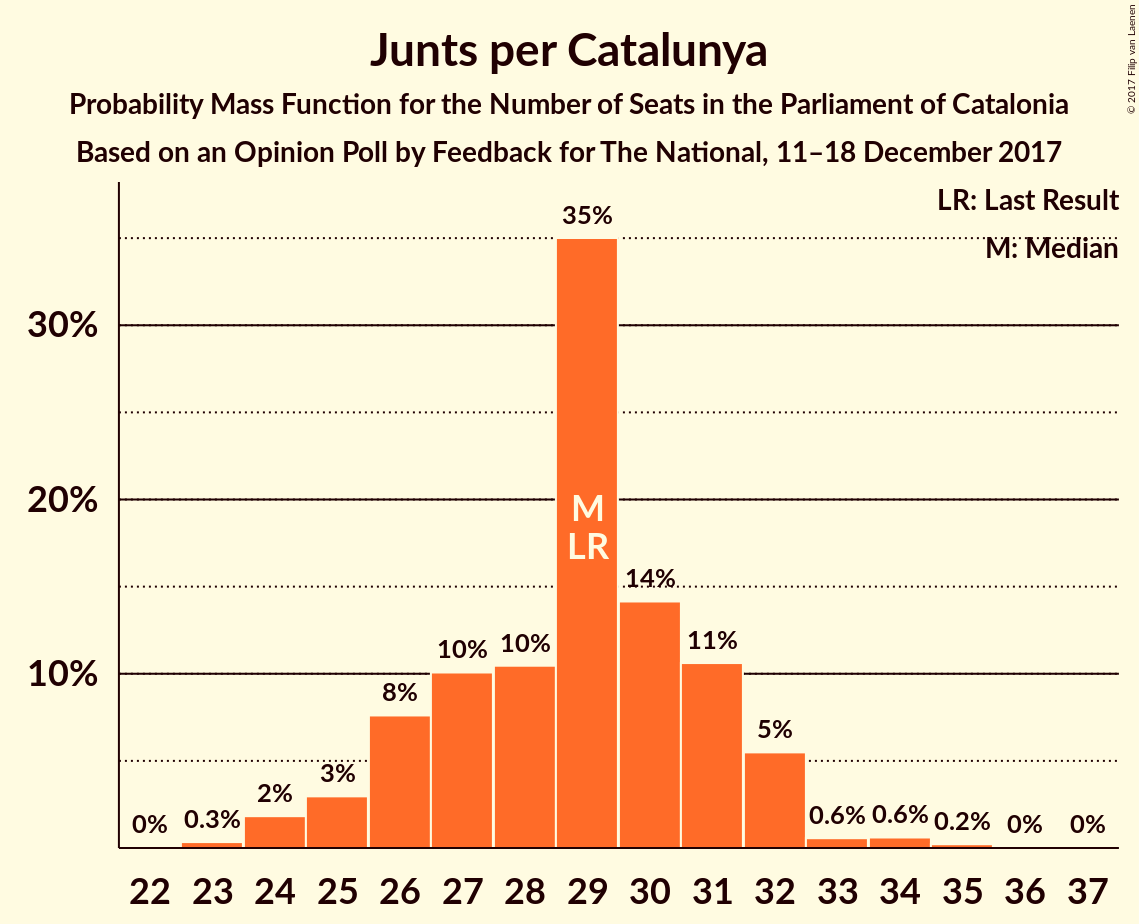 Junts per Catalunya
Probability Mass Function for the Number of Seats in the Parliament of Catalonia
Based on an Opinion Poll by Feedback for The National, 11–18 December 2017
© 2017 Filip van Laenen
LR: Last Result
M: Median
35%
30%
20%
M
LR
14%
11%
10%
10%
10%
8%
5%
3%
2%
0%
0.3%
0.6%
0.6%
0.2%
0%
0%
22 23 24 25 26 27 28 29 30 31 32 33 34 35 36 37